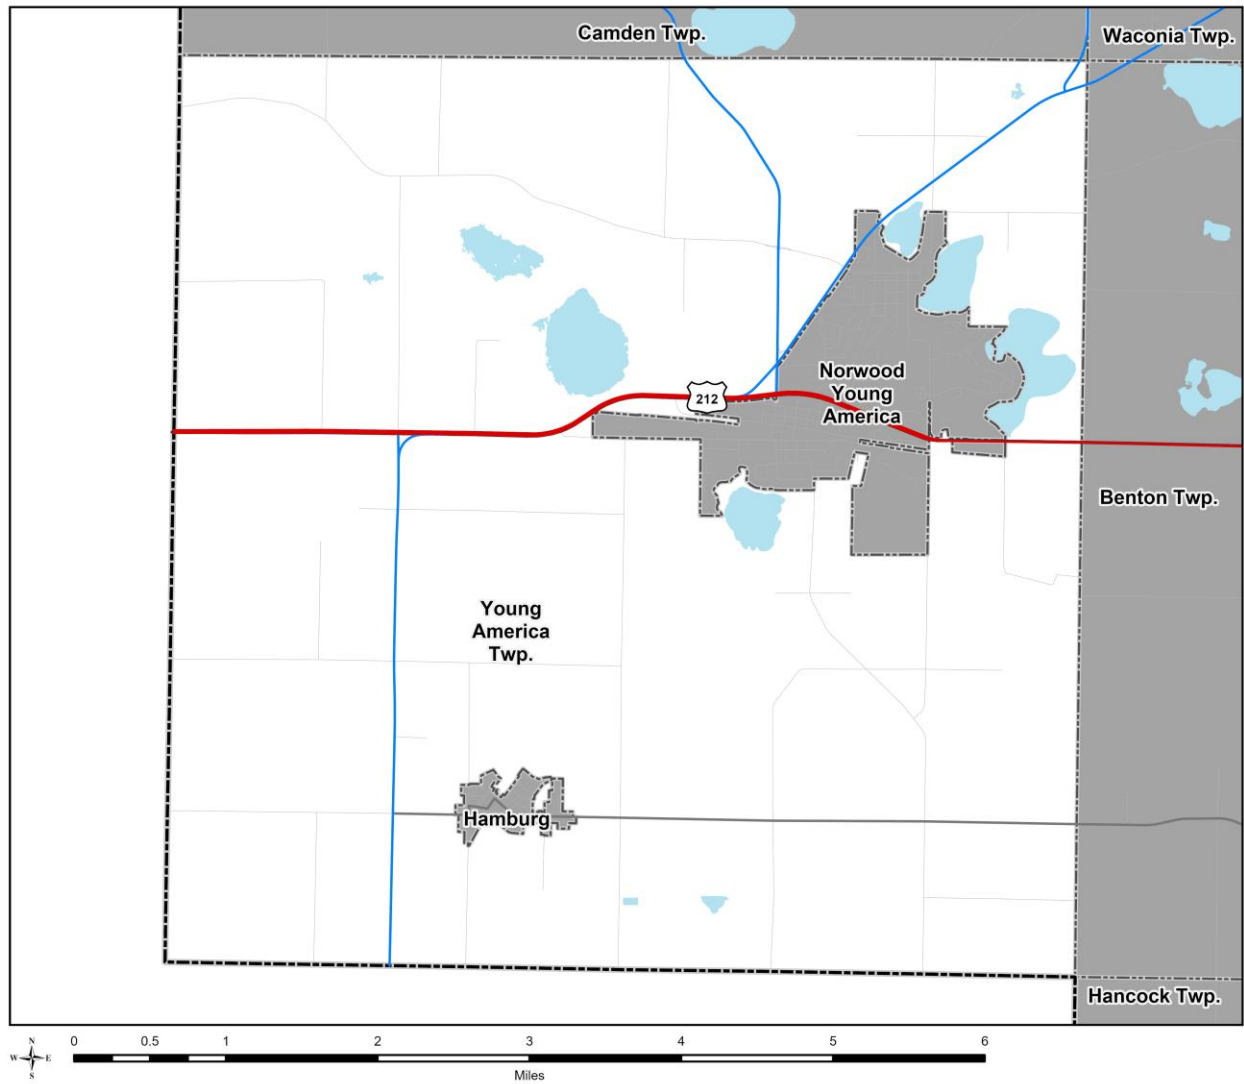 Camden Twp.
Waconia Twp.
Norwood
Young
America
212
Benton Twp.
Young
America
Twp.
Hamburg
Hancock Twp.
N
W E
S
0 0.5 1 2 3 4 5 6
Miles